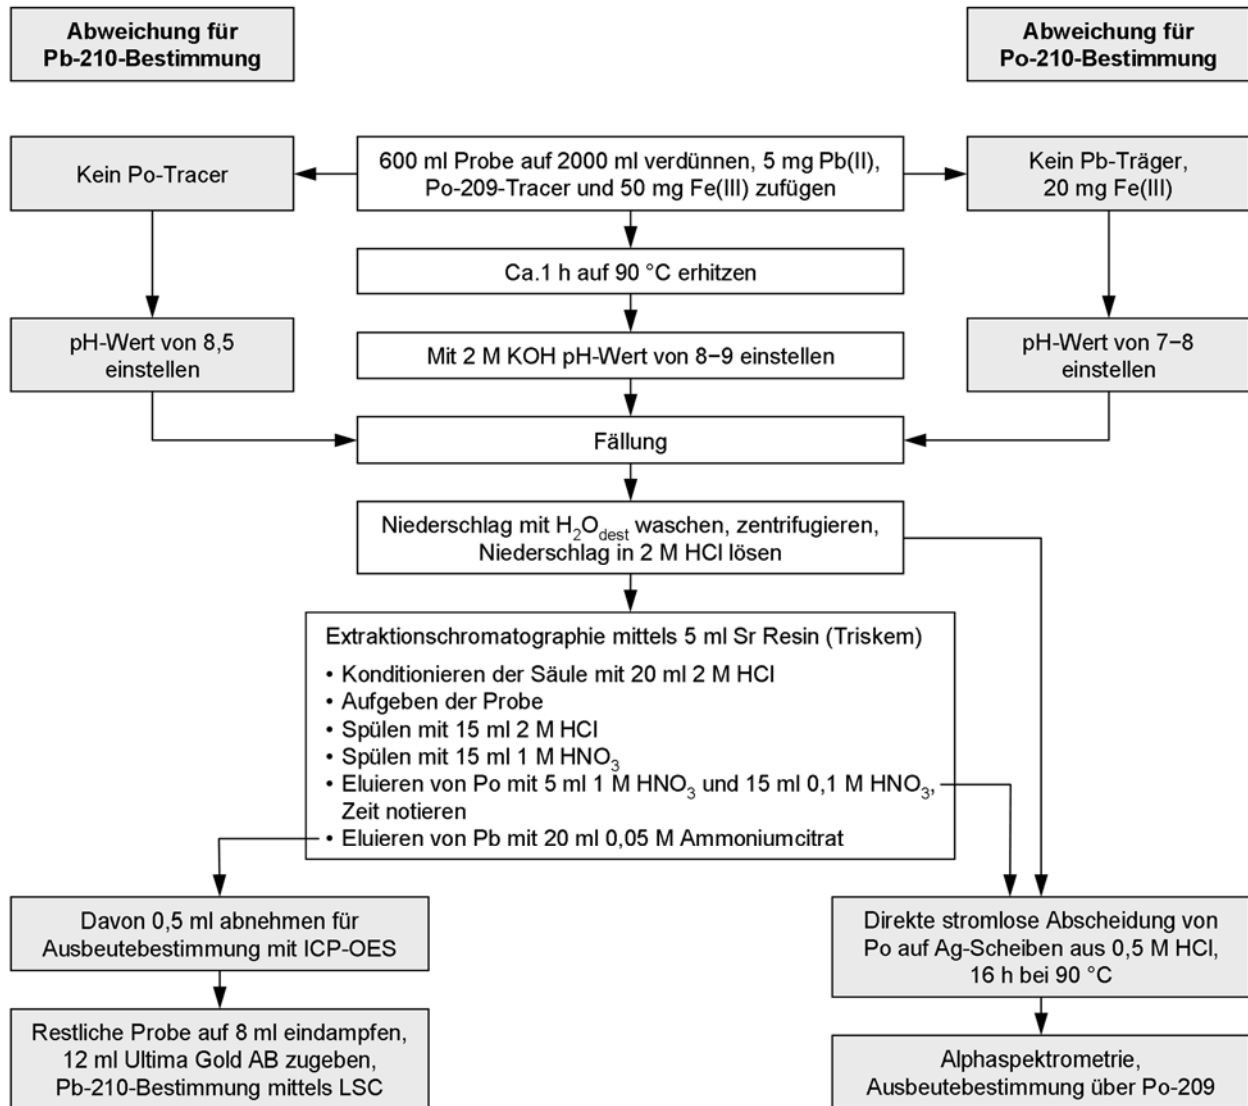 Abweichung für
Pb-210-Bestimmung
Abweichung für
Po-210-Bestimmung
Kein Po-Tracer
600 ml Probe auf 2000 ml verdünnen, 5 mg Pb(II),
Po-209-Tracer und 50 mg Fe(III) zufügen
Kein Pb-Träger,
20 mg Fe(III)
Ca.1 h auf 90 °C erhitzen
pH-Wert von 8,5
einstellen
Mit 2 M KOH pH-Wert von 8–9 einstellen
pH-Wert von 7–8
einstellen
Fällung
Niederschlag mit H₂O_dest waschen, zentrifugieren,
Niederschlag in 2 M HCl lösen
Extraktionschromatographie mittels 5 ml Sr Resin (Triskem)
• Konditionieren der Säule mit 20 ml 2 M HCl
• Aufgeben der Probe
• Spülen mit 15 ml 2 M HCl
• Spülen mit 15 ml 1 M HNO₃
• Eluieren von Po mit 5 ml 1 M HNO₃ und 15 ml 0,1 M HNO₃,
Zeit notieren
• Eluieren von Pb mit 20 ml 0,05 M Ammoniumcitrat
Davon 0,5 ml abnehmen für
Ausbeutebestimmung mit ICP-OES
Direkte stromlose Abscheidung von
Po auf Ag-Scheiben aus 0,5 M HCl,
16 h bei 90 °C
Restliche Probe auf 8 ml eindampfen,
12 ml Ultima Gold AB zugeben,
Pb-210-Bestimmung mittels LSC
Alphaspektrometrie,
Ausbeutebestimmung über Po-209